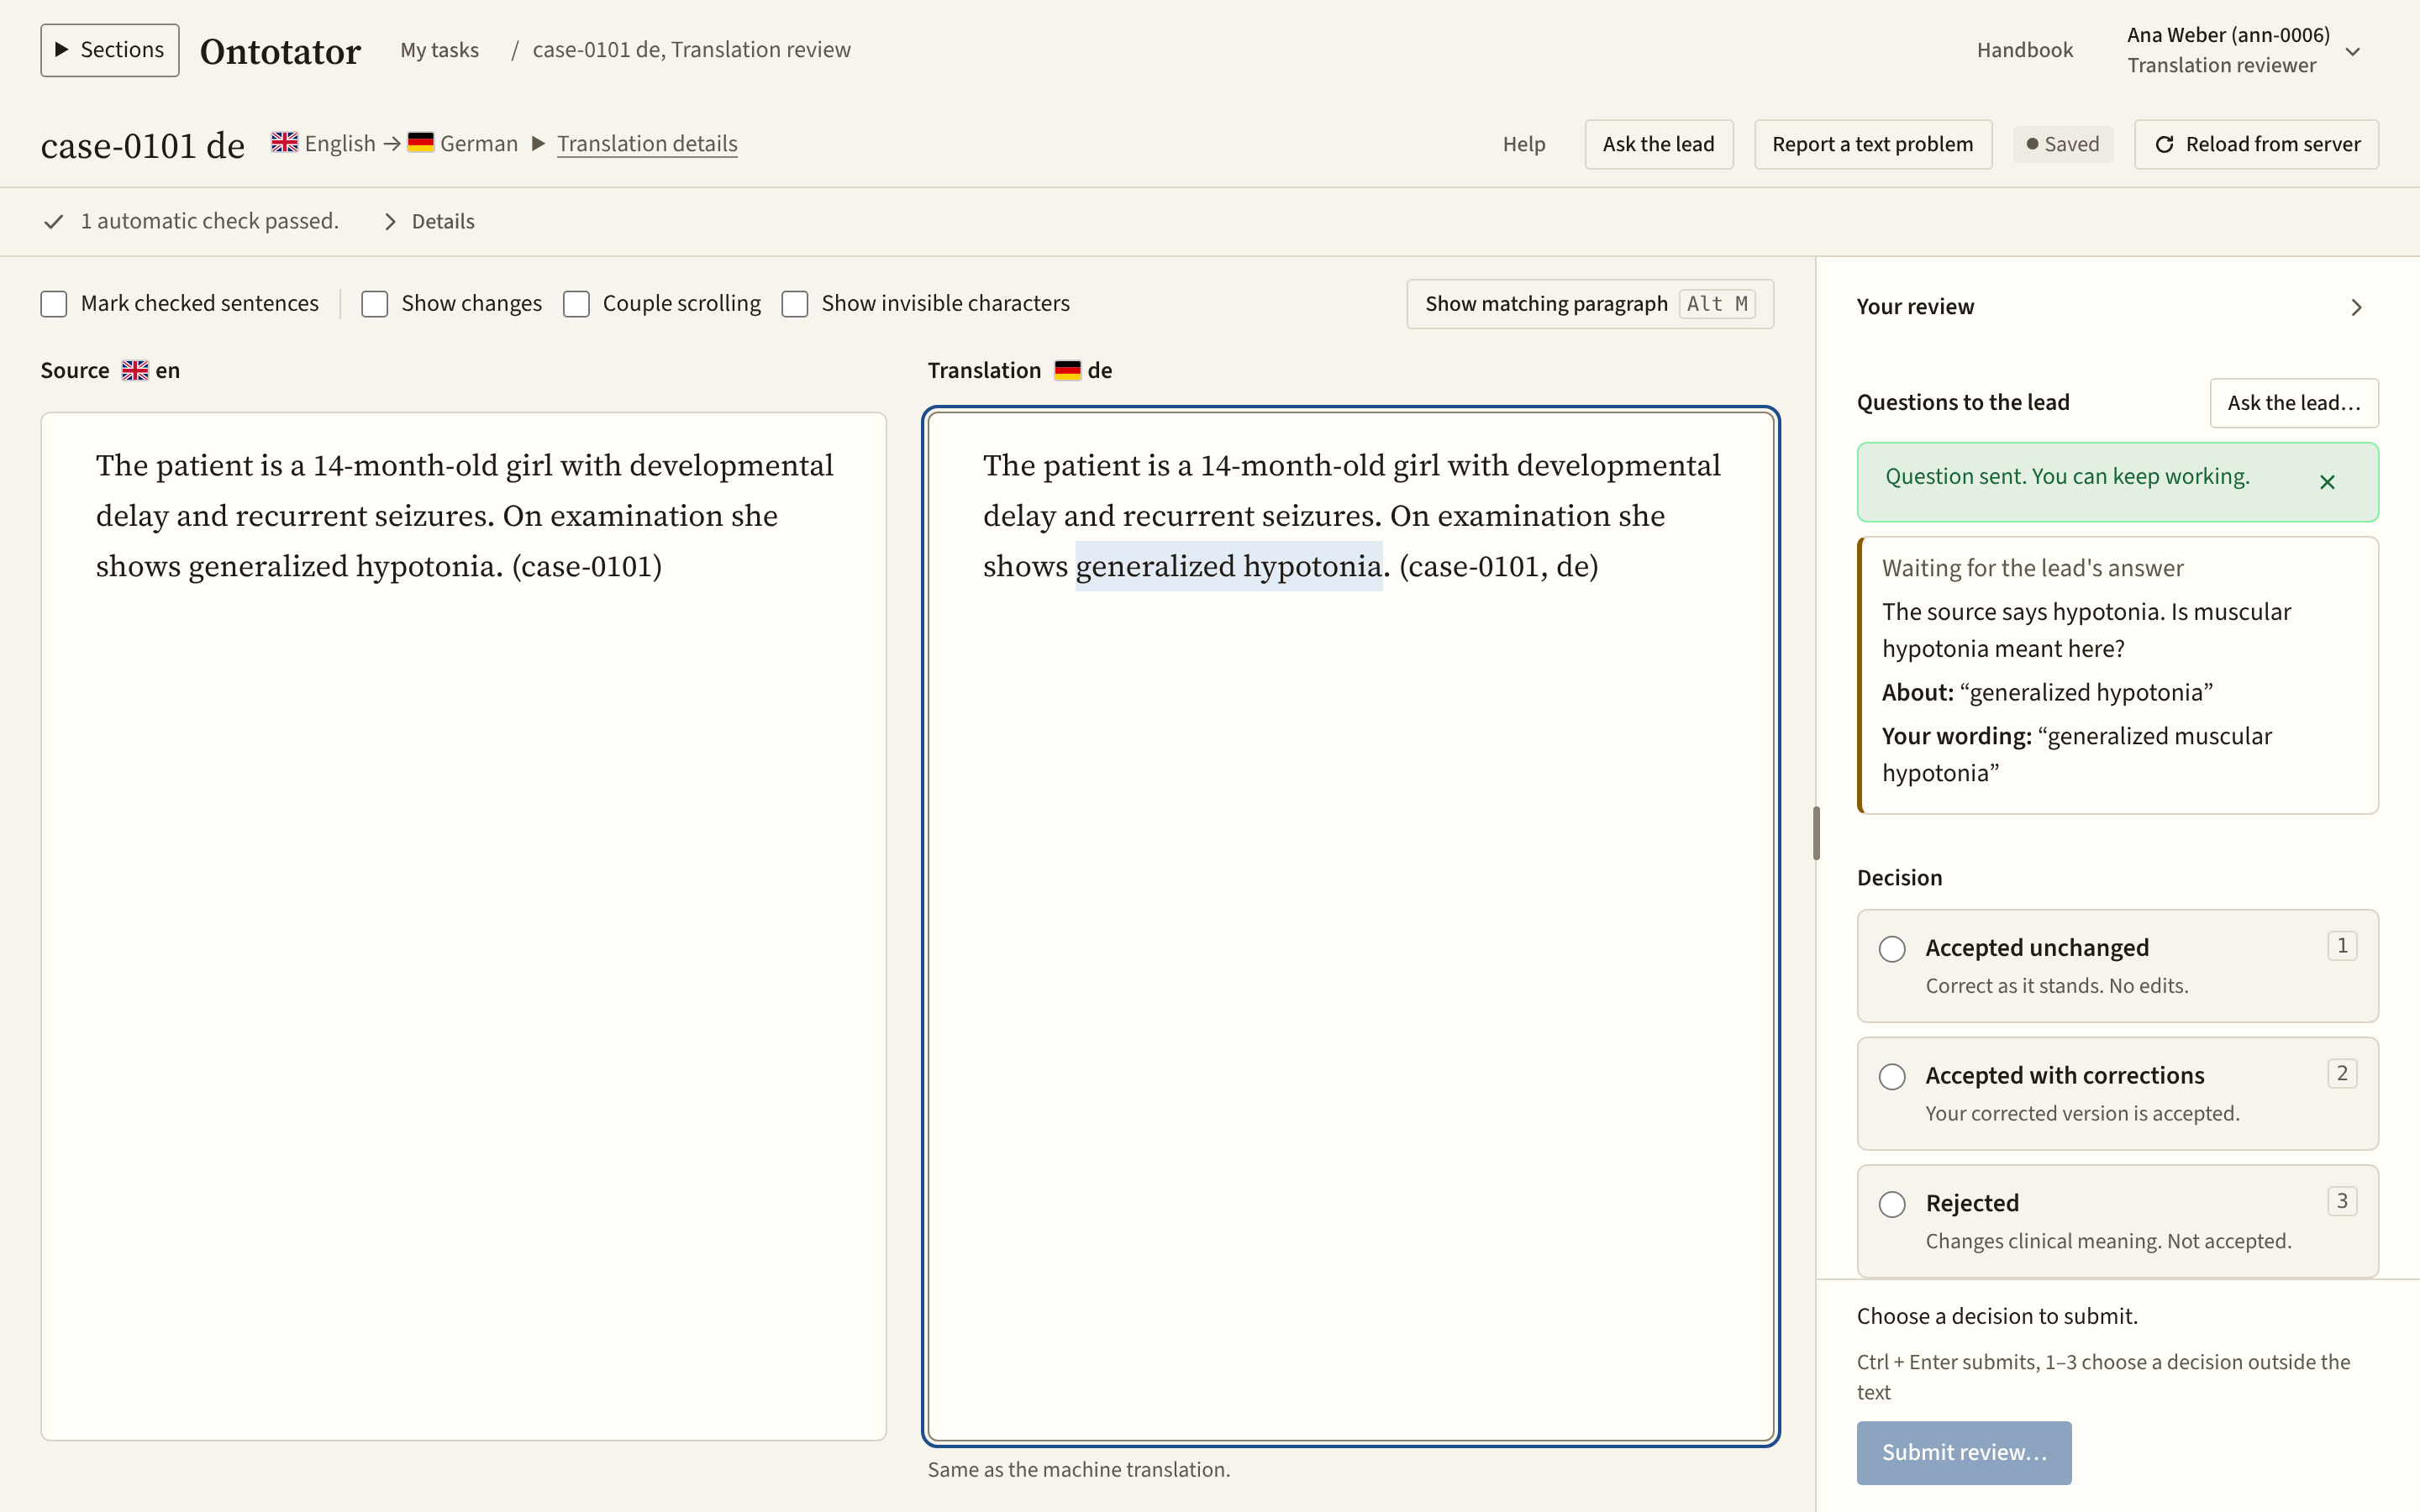 Sections
Ontotator
My tasks / case-0101 de, Translation review
Handbook
Ana Weber (ann-0006)
Translation reviewer
case-0101 de
English → German
Translation details
Help
Ask the lead
Report a text problem
Saved
Reload from server
1 automatic check passed.
Details
Mark checked sentences
Show changes
Couple scrolling
Show invisible characters
Show matching paragraph Alt M
Source en
The patient is a 14-month-old girl with developmental
delay and recurrent seizures. On examination she
shows generalized hypotonia. (case-0101)
Translation de
The patient is a 14-month-old girl with developmental
delay and recurrent seizures. On examination she
shows generalized hypotonia. (case-0101, de)
Same as the machine translation.
Your review
Questions to the lead
Ask the lead…
Question sent. You can keep working.
Waiting for the lead's answer
The source says hypotonia. Is muscular
hypotonia meant here?
About: “generalized hypotonia”
Your wording: “generalized muscular
hypotonia”
Decision
Accepted unchanged 1
Correct as it stands. No edits.
Accepted with corrections 2
Your corrected version is accepted.
Rejected 3
Changes clinical meaning. Not accepted.
Choose a decision to submit.
Ctrl + Enter submits, 1–3 choose a decision outside the
text
Submit review…